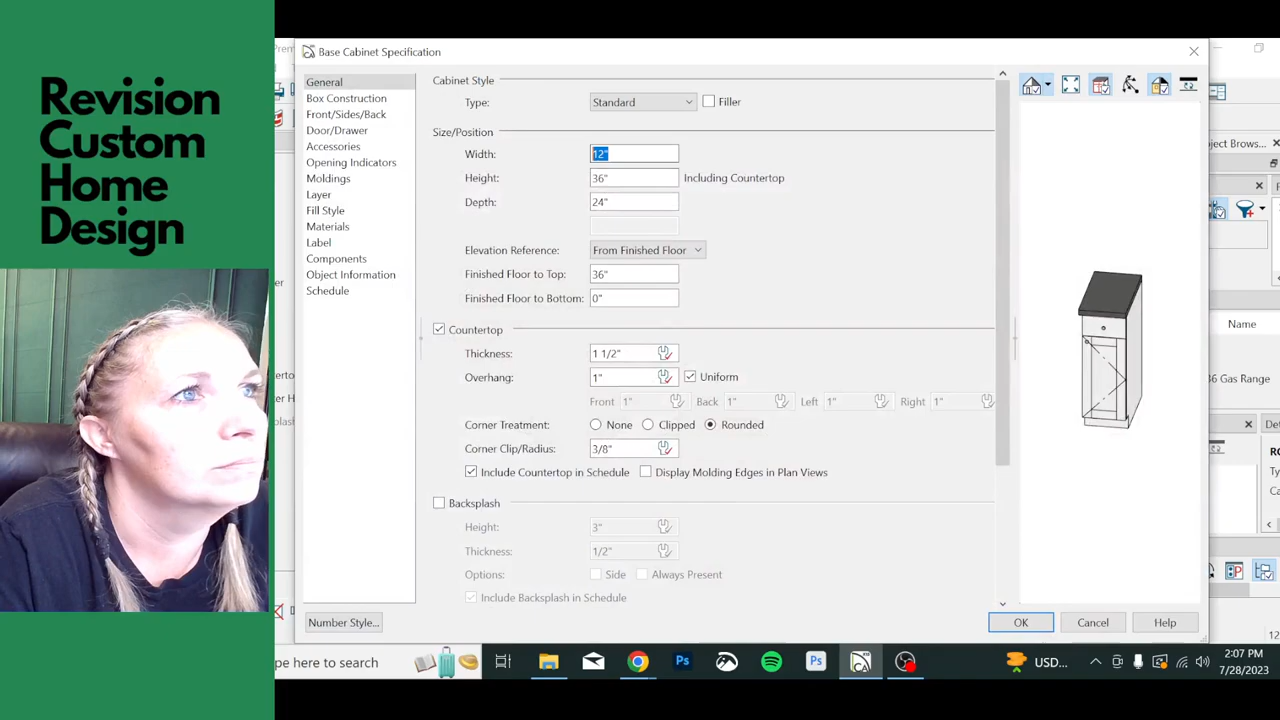 Revision
Custom
Home
Design
Base Cabinet Specification
General
Box Construction
Front/Sides/Back
Door/Drawer
Accessories
Opening Indicators
Moldings
Layer
Fill Style
Materials
Label
Components
Object Information
Schedule
Number Style...
Cabinet Style
Type: Standard Filler
Size/Position
Width: 12"
Height: 36" Including Countertop
Depth: 24"
Elevation Reference: From Finished Floor
Finished Floor to Top: 36"
Finished Floor to Bottom: 0"
Countertop
Thickness: 1 1/2"
Overhang: 1" Uniform
Front 1" Back 1" Left 1" Right 1"
Corner Treatment: None Clipped Rounded
Corner Clip/Radius: 3/8"
Include Countertop in Schedule Display Molding Edges in Plan Views
Backsplash
Height: 3"
Thickness: 1/2"
Options: Side Always Present
Include Backsplash in Schedule
OK Cancel Help
oject Brows...
Name
36 Gas Range
pe here to search
Ps
CA
USD...
2:07 PM
7/28/2023